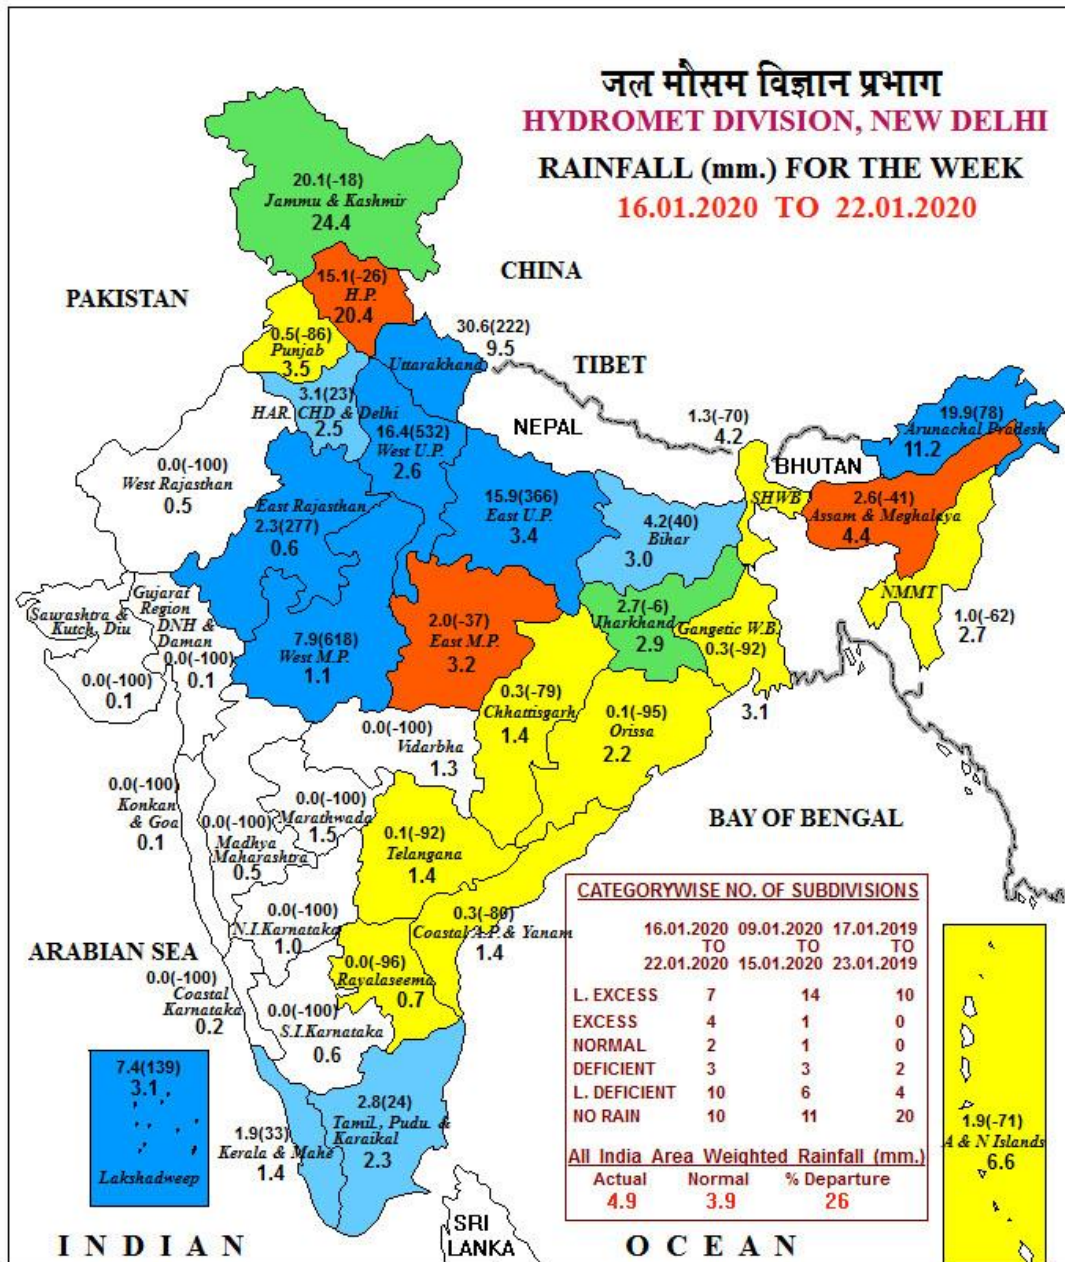 जल मौसम विज्ञान प्रभाग
HYDROMET DIVISION, NEW DELHI
RAINFALL (mm.) FOR THE WEEK
16.01.2020 TO 22.01.2020
20.1(-18)
Jammu & Kashmir
24.4
CHINA
15.1(-26)
H.P.
20.4
PAKISTAN
0.5(-86)
Punjab
3.5
30.6(222)
9.5
Uttarakhand
TIBET
3.1(23)
HAR. CHD & Delhi
2.5
NEPAL
16.4(532)
West U.P.
2.6
1.3(-70)
4.2
19.9(78)
Arunachal Pradesh
11.2
BHUTAN
0.0(-100)
West Rajasthan
0.5
East Rajasthan
2.3(277)
0.6
15.9(366)
East U.P.
3.4
4.2(40)
Bihar
3.0
SHWB
2.6(-41)
Assam & Meghalaya
4.4
Gujarat
Region
DNH &
Daman
0.0(-100)
0.1
Saurashtra &
Kutch, Diu
0.0(-100)
0.1
7.9(618)
West M.P.
1.1
2.0(-37)
East M.P.
3.2
2.7(-6)
Jharkhand
2.9
Gangetic W.B.
0.3(-92)
3.1
NMMT
1.0(-62)
2.7
0.3(-79)
Chhattisgarh
1.4
0.1(-95)
Orissa
2.2
0.0(-100)
Vidarbha
1.3
0.0(-100)
Konkan
& Goa
0.1
0.0(-100)
Marathwada
1.5
0.0(-100)
Madhya
Maharashtra
0.5
0.1(-92)
Telangana
1.4
BAY OF BENGAL
0.0(-100)
N.I.Karnataka
1.0
0.3(-80)
Coastal A.P.& Yanam
1.4
ARABIAN SEA
0.0(-100)
Coastal
Karnataka
0.2
0.0(-96)
Rayalaseema
0.7
0.0(-100)
S.I.Karnataka
0.6
7.4(139)
3.1
Lakshadweep
2.8(24)
Tamil., Pudu. &
Karaikal
2.3
1.9(33)
Kerala & Mahe
1.4
CATEGORYWISE NO. OF SUBDIVISIONS
16.01.2020 09.01.2020 17.01.2019
TO TO TO
22.01.2020 15.01.2020 23.01.2019
L. EXCESS 7 14 10
EXCESS 4 1 0
NORMAL 2 1 0
DEFICIENT 3 3 2
L. DEFICIENT 10 6 4
NO RAIN 10 11 20
All India Area Weighted Rainfall (mm.)
Actual Normal % Departure
4.9 3.9 26
1.9(-71)
A & N Islands
6.6
SRI
LANKA
INDIAN OCEAN